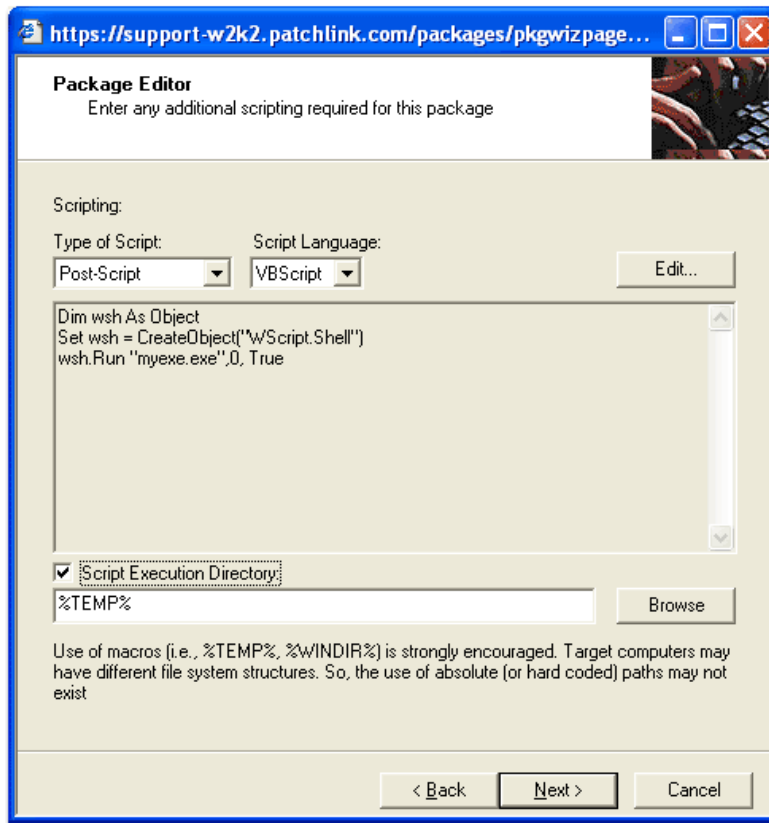 https://support-w2k2.patchlink.com/packages/pkgwizpage...
Package Editor
Enter any additional scripting required for this package
Scripting:
Type of Script: Script Language:
Post-Script VBScript Edit...
Dim wsh As Object
Set wsh = CreateObject("WScript.Shell")
wsh.Run "myexe.exe",0, True
Script Execution Directory:
%TEMP% Browse
Use of macros (i.e., %TEMP%, %WINDIR%) is strongly encouraged. Target computers may
have different file system structures. So, the use of absolute (or hard coded) paths may not
exist
< Back Next > Cancel